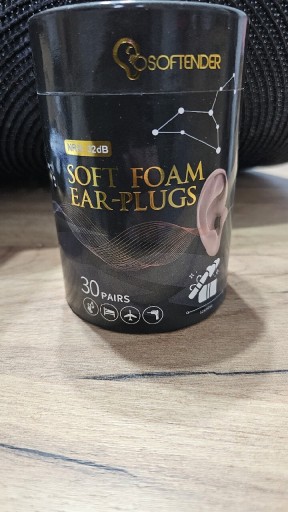 SOFTENDER
SOFT FOAM
EAR-PLUGS
30 PAIRS